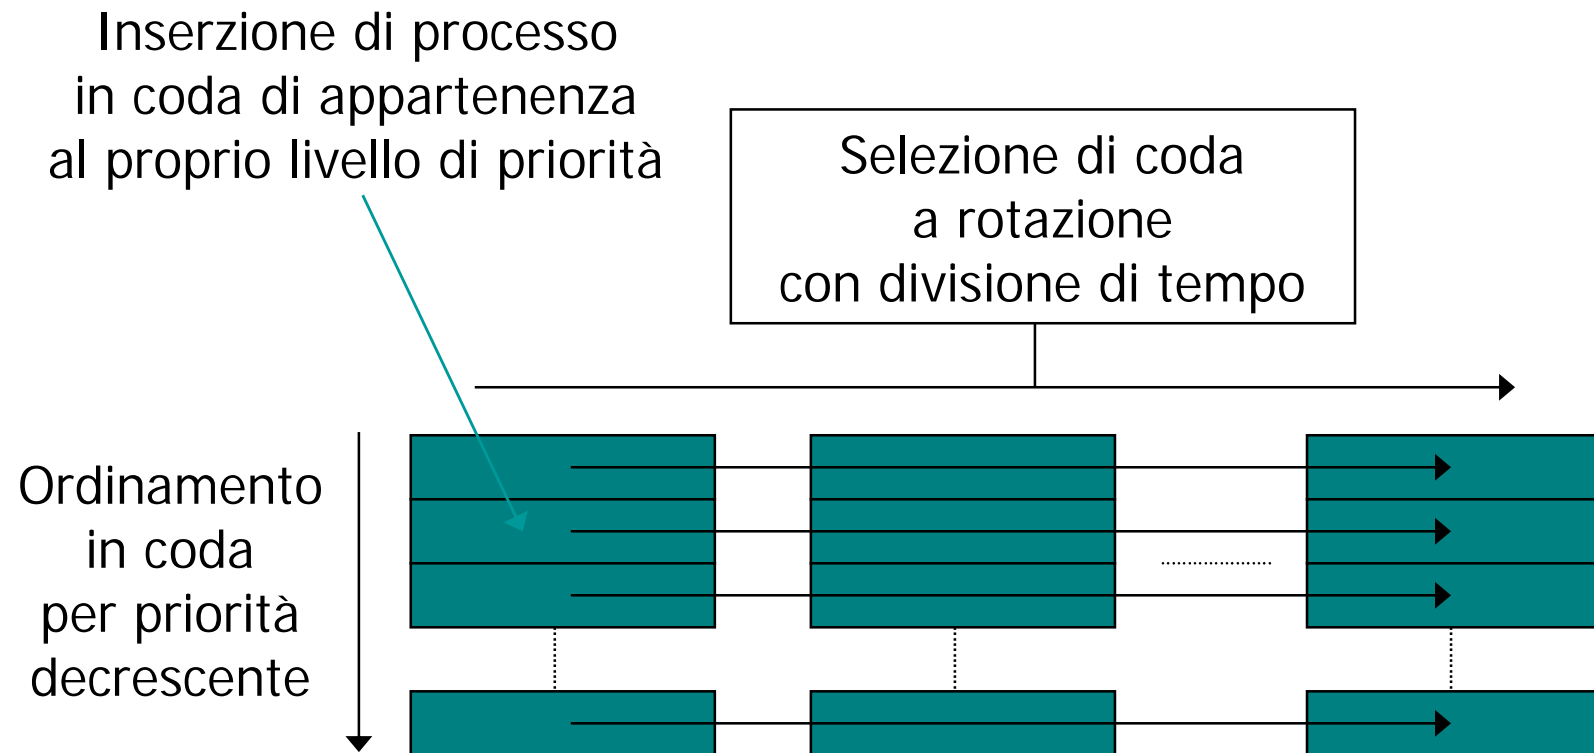 Inserzione di processo
in coda di appartenenza
al proprio livello di priorità
Selezione di coda
a rotazione
con divisione di tempo
Ordinamento
in coda
per priorità
decrescente